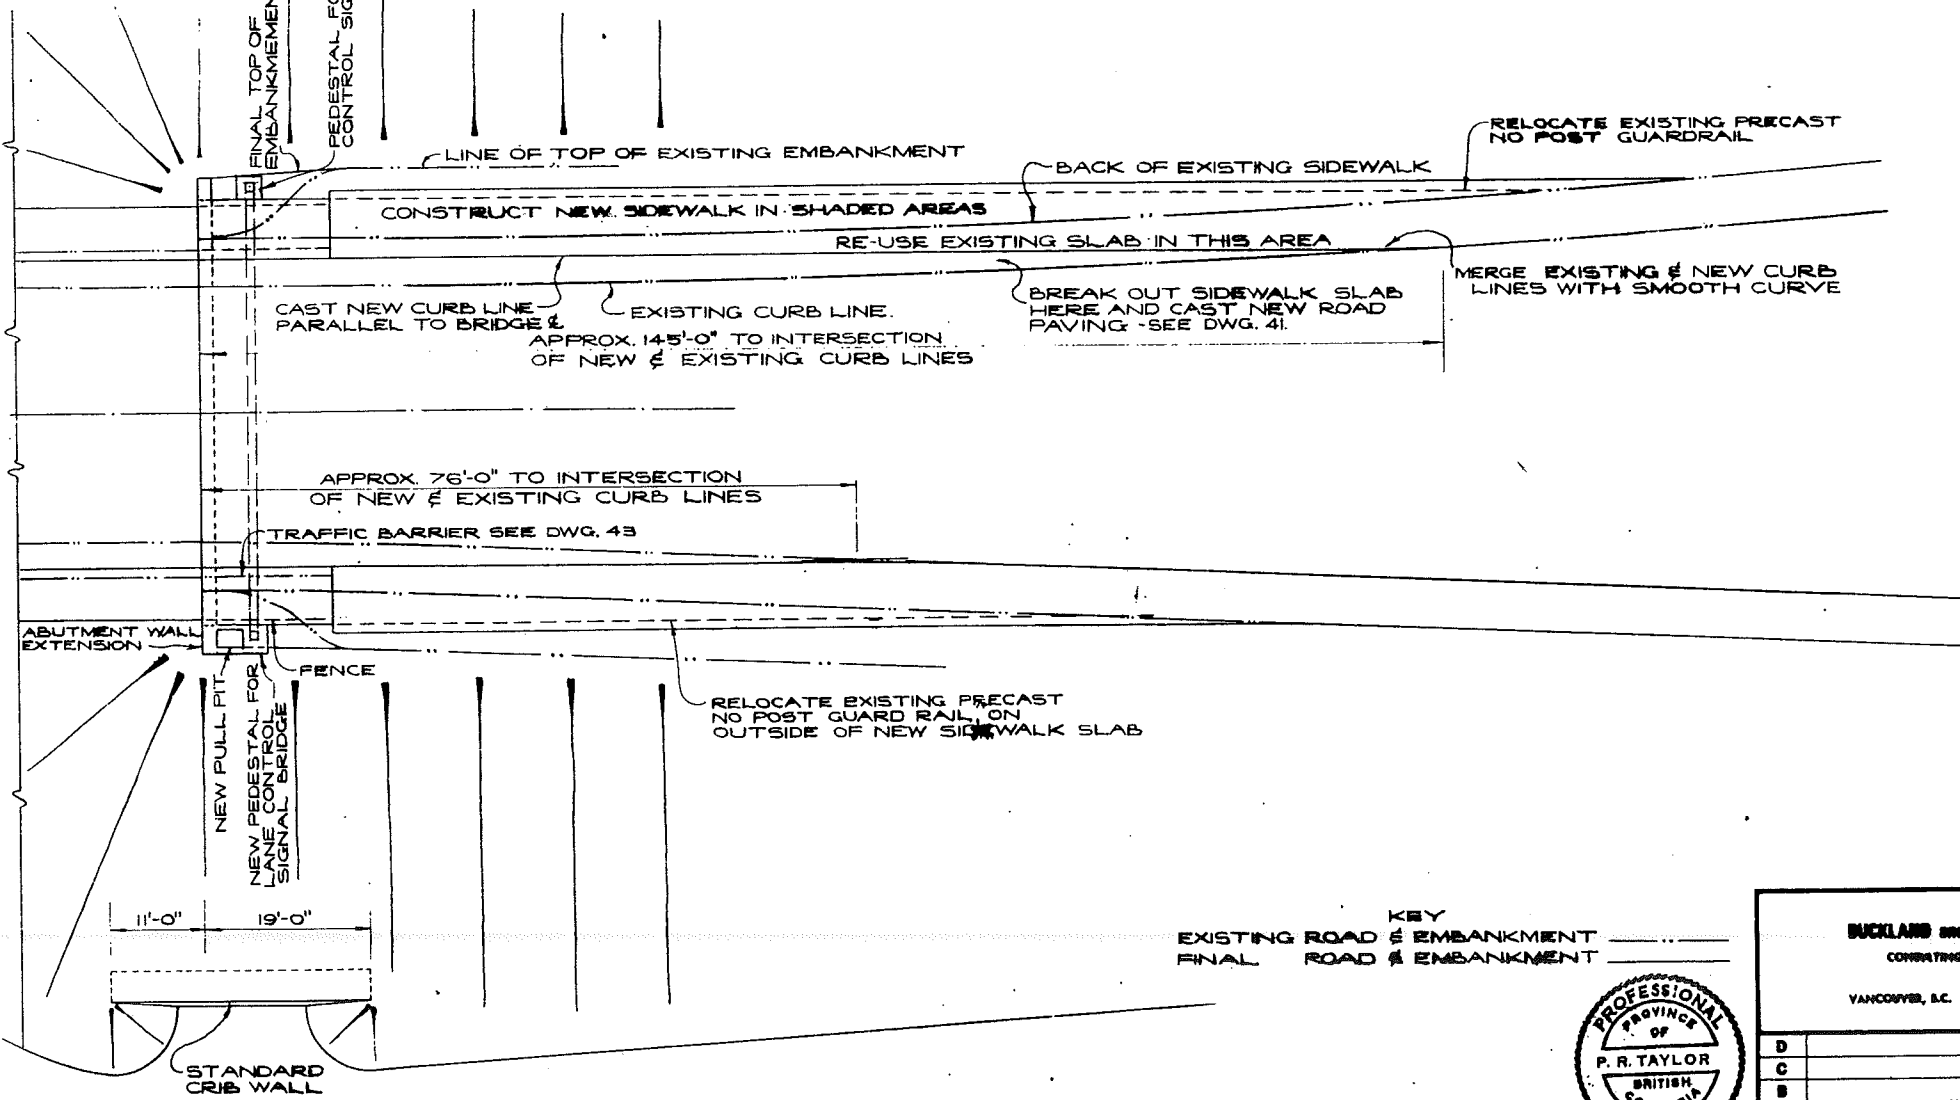 FINAL TOP OF
EMBANKMENT
PEDESTAL
CONTROL
LINE OF TOP OF EXISTING EMBANKMENT
RELOCATE EXISTING PRECAST
NO POST GUARDRAIL
BACK OF EXISTING SIDEWALK
CONSTRUCT NEW SIDEWALK IN SHADED AREAS
RE-USE EXISTING SLAB IN THIS AREA
MERGE EXISTING & NEW CURB
LINES WITH SMOOTH CURVE
CAST NEW CURB LINE
PARALLEL TO BRIDGE ℄
EXISTING CURB LINE.
BREAK OUT SIDEWALK SLAB
HERE AND CAST NEW ROAD
PAVING - SEE DWG. 41.
APPROX. 145'-0" TO INTERSECTION
OF NEW & EXISTING CURB LINES
APPROX. 76'-0" TO INTERSECTION
OF NEW & EXISTING CURB LINES
TRAFFIC BARRIER SEE DWG. 43
ABUTMENT WALL
EXTENSION
FENCE
NEW PULL PIT
NEW PEDESTAL FOR
LANE CONTROL
SIGNAL BRIDGE
RELOCATE EXISTING PRECAST
NO POST GUARD RAIL, ON
OUTSIDE OF NEW SIDEWALK SLAB
11'-0" 19'-0"
STANDARD
CRIB WALL
KEY
EXISTING ROAD & EMBANKMENT
FINAL ROAD & EMBANKMENT
PROFESSIONAL
PROVINCE
OF
P. R. TAYLOR
BRITISH
BUCKLAND and
VANCOUVER, B.C.
D
C
B